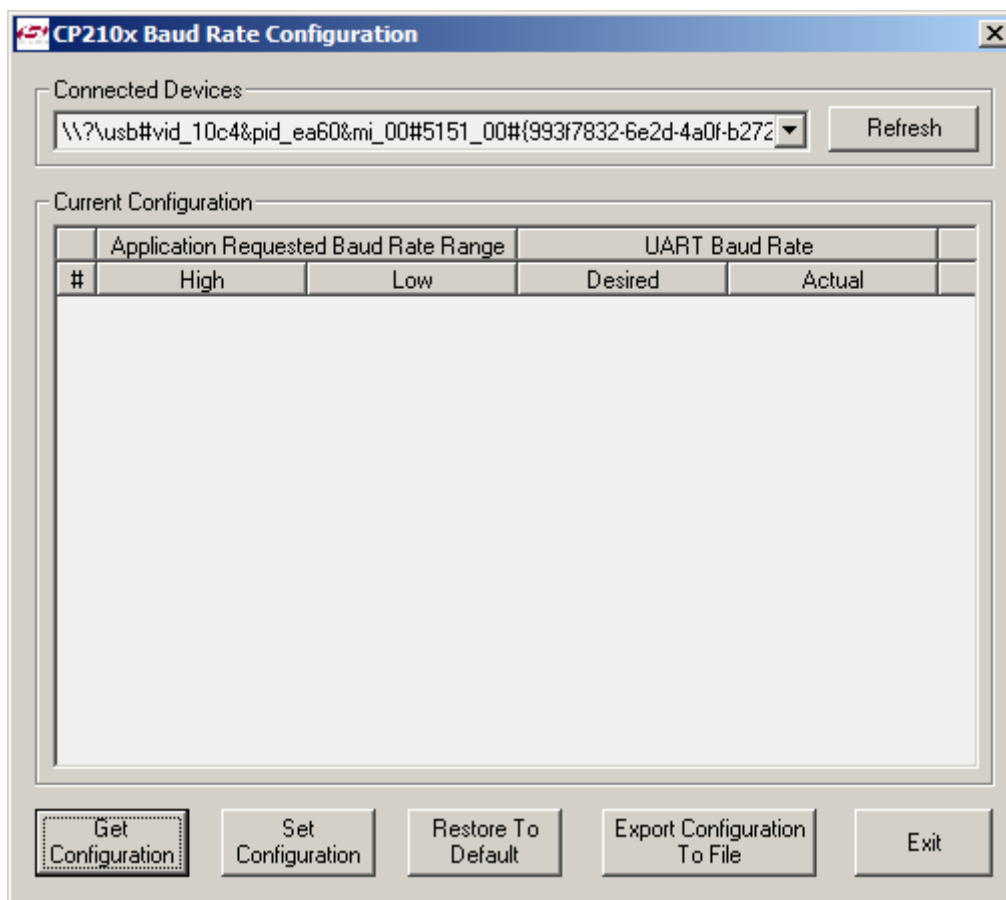 CP210x Baud Rate Configuration
Connected Devices
\\?\usb#vid_10c4&pid_ea60&mi_00#5151_00#{993f7832-6e2d-4a0f-b272
Refresh
Current Configuration
Application Requested Baud Rate Range UART Baud Rate
# High Low Desired Actual
Get Configuration
Set Configuration
Restore To Default
Export Configuration To File
Exit